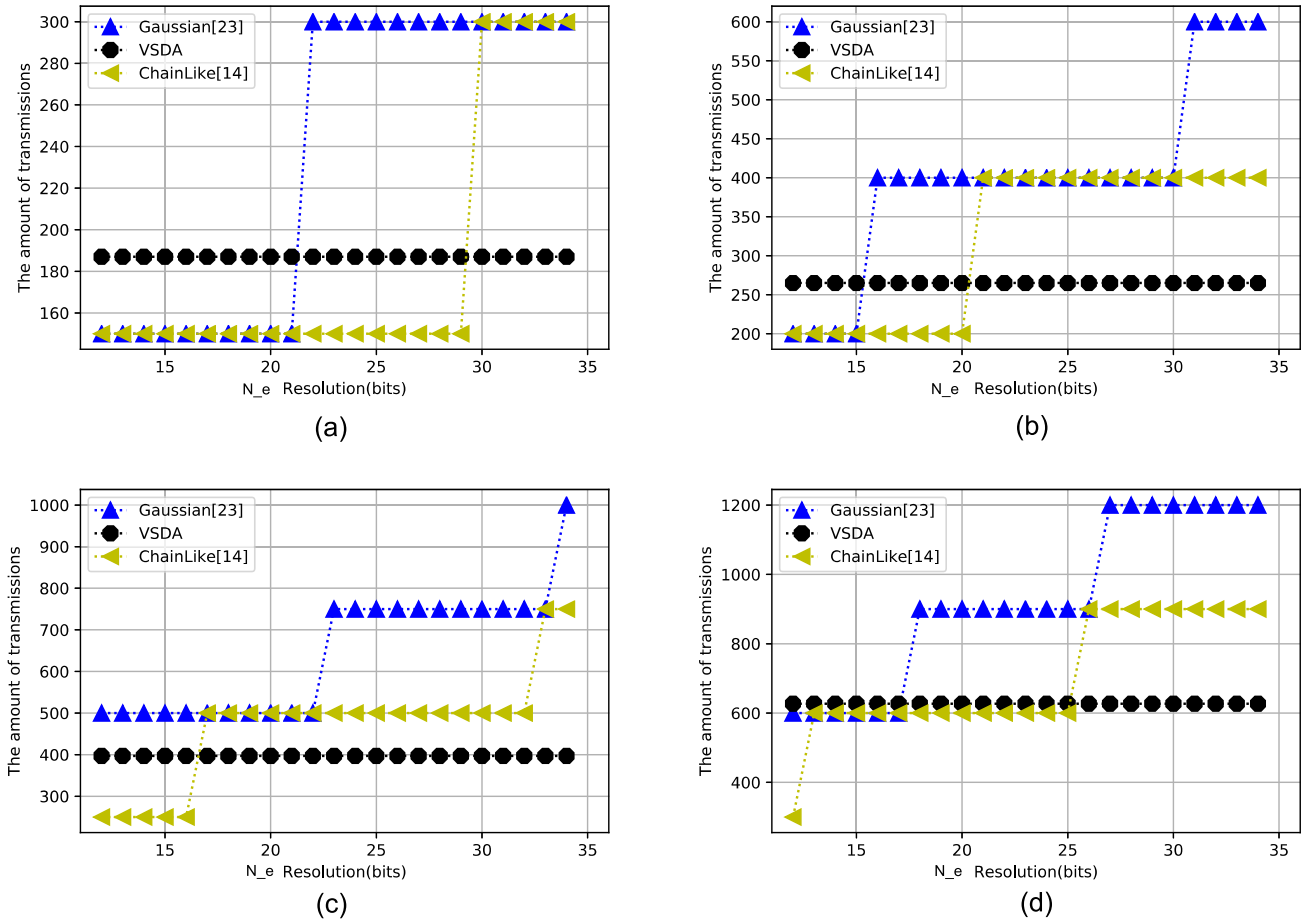 The amount of transmissions
300
280
260
240
220
200
180
160
Gaussian[23]
VSDA
ChainLike[14]
15 20 25 30 35
N_e Resolution(bits)
(a)
The amount of transmissions
600
550
500
450
400
350
300
250
200
Gaussian[23]
VSDA
ChainLike[14]
15 20 25 30 35
N_e Resolution(bits)
(b)
The amount of transmissions
1000
900
800
700
600
500
400
300
Gaussian[23]
VSDA
ChainLike[14]
15 20 25 30 35
N_e Resolution(bits)
(c)
The amount of transmissions
1200
1000
800
600
400
Gaussian[23]
VSDA
ChainLike[14]
15 20 25 30 35
N_e Resolution(bits)
(d)